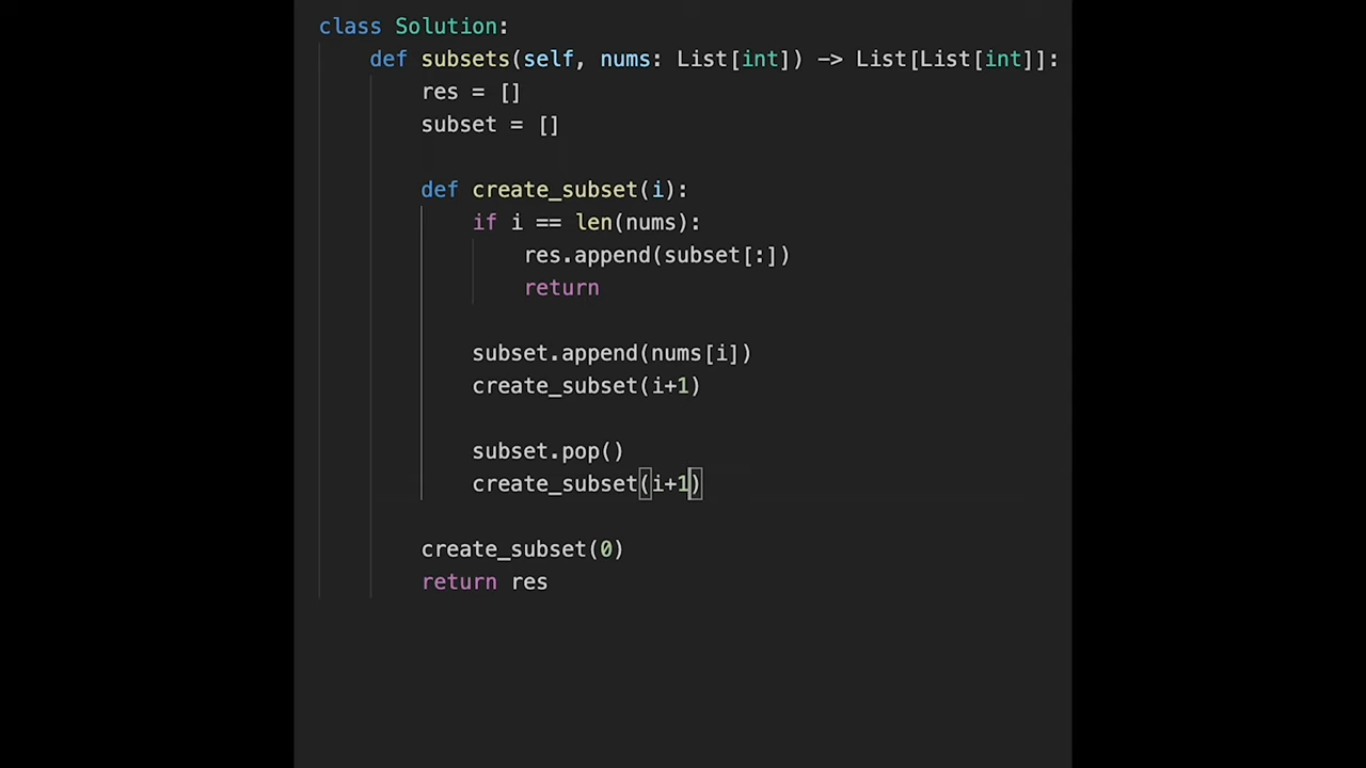 class Solution:
    def subsets(self, nums: List[int]) -> List[List[int]]:
        res = []
        subset = []

        def create_subset(i):
            if i == len(nums):
                res.append(subset[:])
                return

            subset.append(nums[i])
            create_subset(i+1)

            subset.pop()
            create_subset(i+1)

        create_subset(0)
        return res